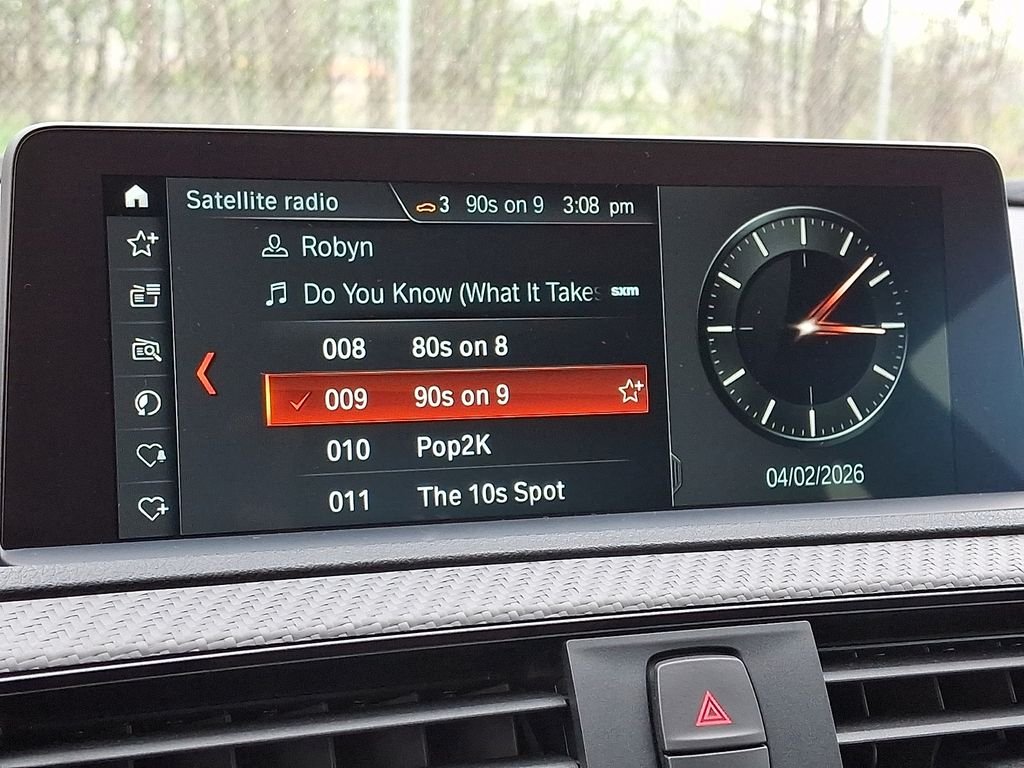 Satellite radio 3 90s on 9 3:08 pm
Robyn
Do You Know (What It Takes sxm
008 80s on 8
009 90s on 9
010 Pop2K
011 The 10s Spot
04/02/2026